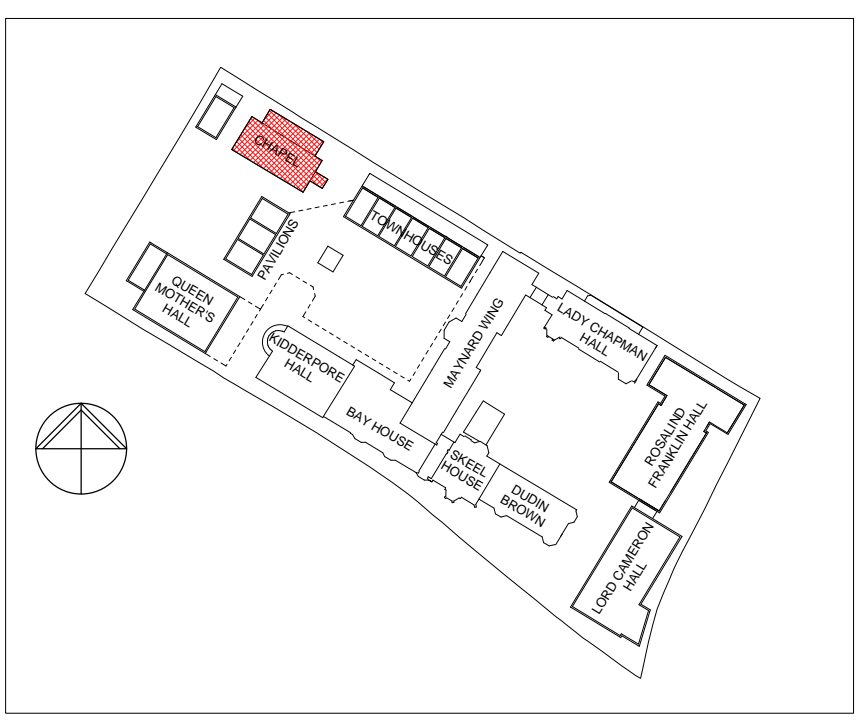 CHAPEL
TOWNHOUSES
PAVILIONS
QUEEN
MOTHER'S
HALL
KIDDERPORE
HALL
BAY HOUSE
MAYNARD WING
LADY CHAPMAN
HALL
SKEEL
HOUSE
DUDIN
BROWN
ROSALIND
FRANKLIN HALL
LORD CAMERON
HALL